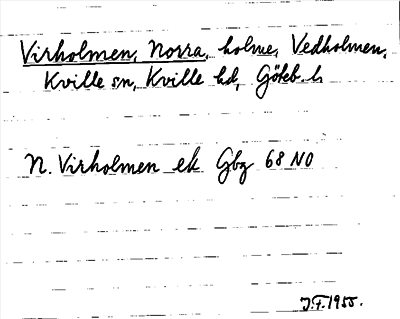 Virholmen, Norra, holme, Vedholmen,
Kville sn, Kville hd, Göteb. l.
N. Virholmen ek Gbg 68 NO
J.F. 1955.